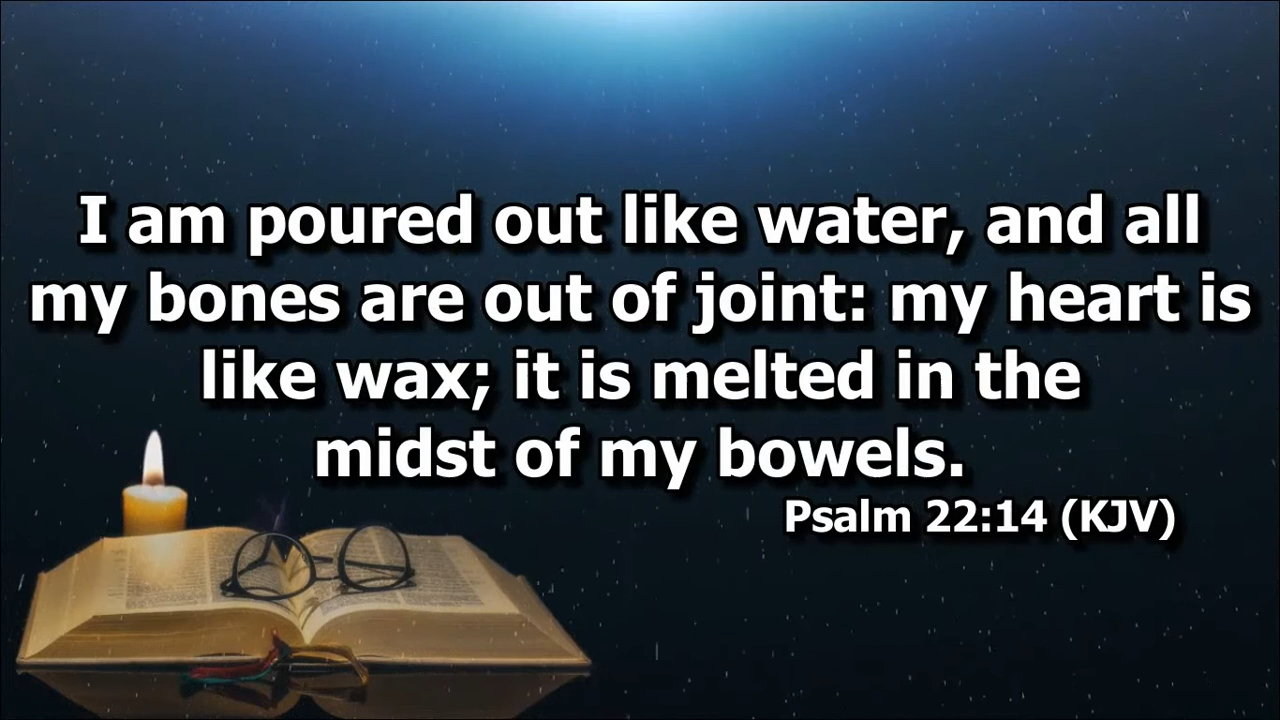 I am poured out like water, and all
my bones are out of joint: my heart is
like wax; it is melted in the
midst of my bowels.
Psalm 22:14 (KJV)